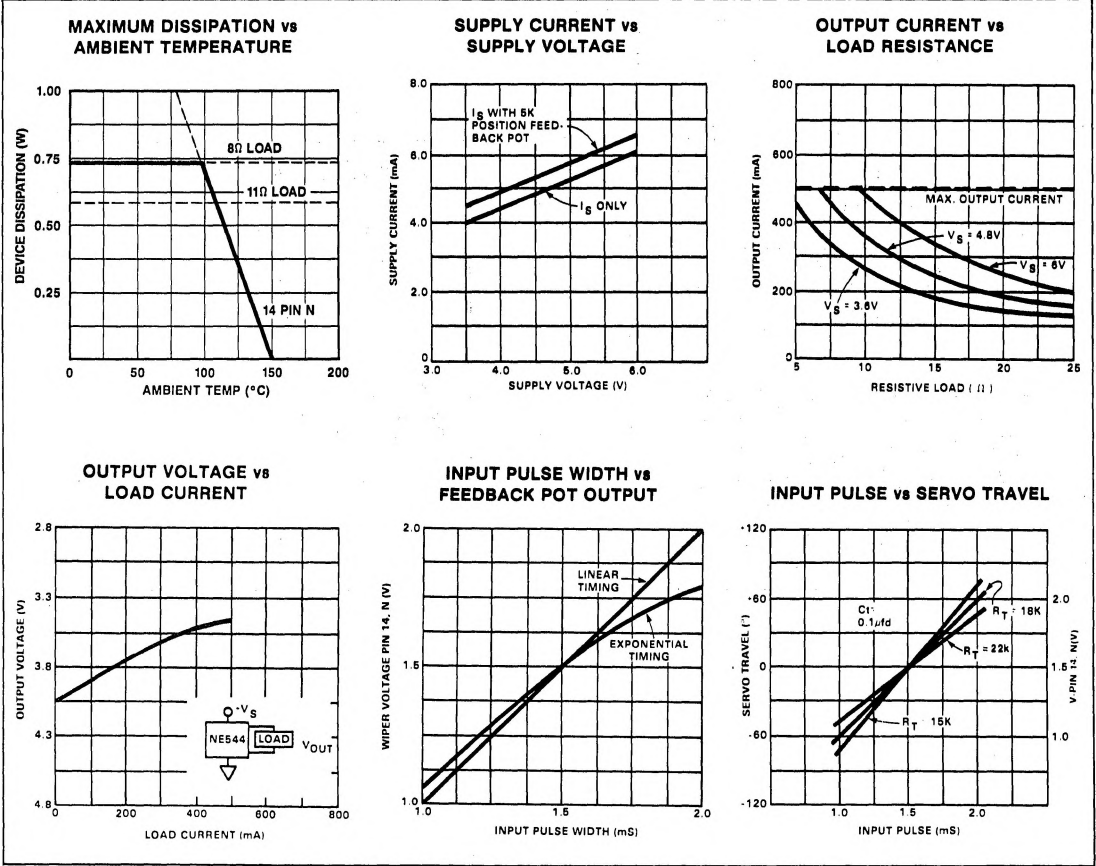 MAXIMUM DISSIPATION vs
AMBIENT TEMPERATURE
1.00
0.75
0.50
0.25
DEVICE DISSIPATION (W)
8Ω LOAD
11Ω LOAD
14 PIN N
0 50 100 125 150 200
AMBIENT TEMP (°C)
SUPPLY CURRENT vs
SUPPLY VOLTAGE
8.0
6.0
4.0
2.0
0
SUPPLY CURRENT (mA)
IS WITH 5K
POSITION FEED-
BACK POT
IS ONLY
3.0 4.0 5.0 6.0
SUPPLY VOLTAGE (V)
OUTPUT CURRENT vs
LOAD RESISTANCE
800
600
400
200
0
OUTPUT CURRENT (mA)
MAX. OUTPUT CURRENT
VS = 4.8V
VS = 6V
VS = 3.6V
5 10 15 20 25
RESISTIVE LOAD (Ω)
OUTPUT VOLTAGE vs
LOAD CURRENT
2.8
3.3
3.8
4.3
4.8
OUTPUT VOLTAGE (V)
-VS
NE544
LOAD
VOUT
0 200 400 600 800
LOAD CURRENT (mA)
INPUT PULSE WIDTH vs
FEEDBACK POT OUTPUT
2.0
1.5
1.0
WIPER VOLTAGE PIN 14, N (V)
LINEAR
TIMING
EXPONENTIAL
TIMING
1.0 1.5 2.0
INPUT PULSE WIDTH (mS)
INPUT PULSE vs SERVO TRAVEL
+120
+60
0
-60
-120
SERVO TRAVEL (°)
Ct:
0.1µfd
RT = 18K
RT = 22k
RT 15K
2.0
1.5
1.0
V-PIN 14. N(V)
1.0 1.5 2.0
INPUT PULSE (mS)